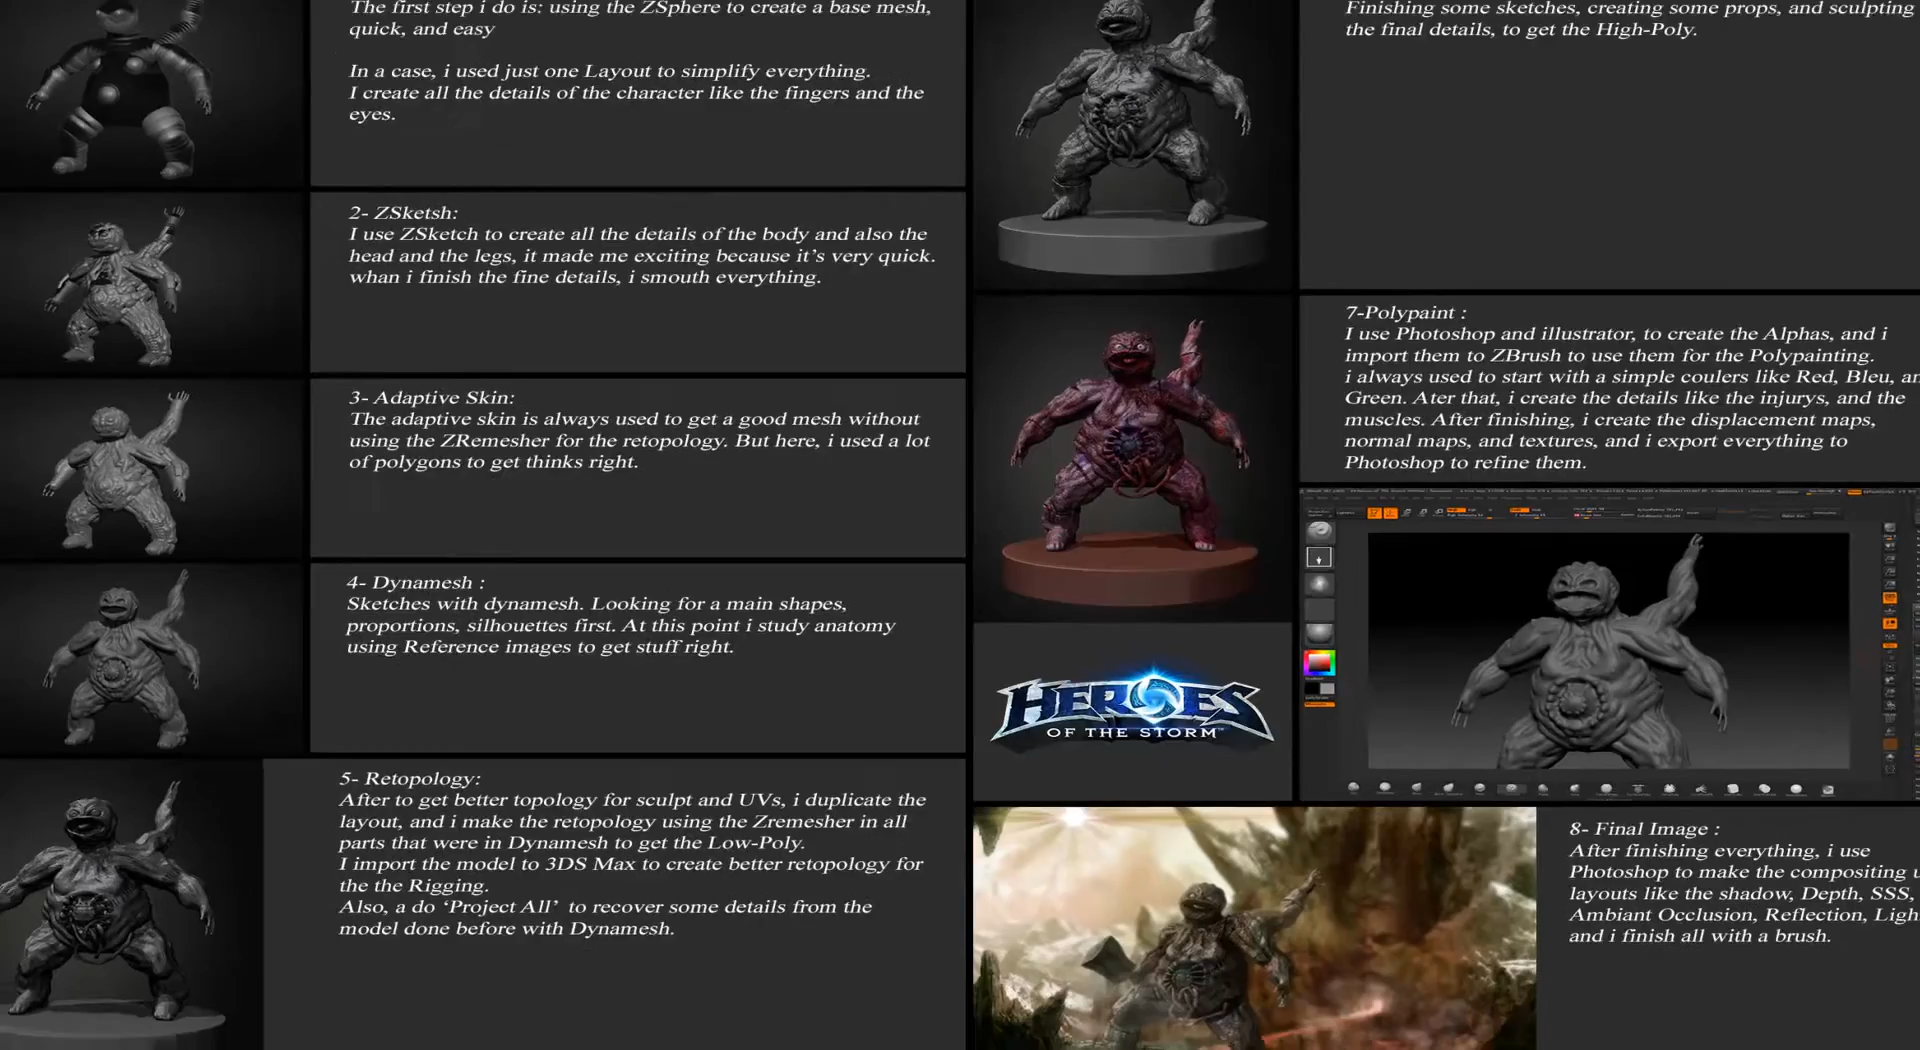 The first step i do is: using the ZSphere to create a base mesh,
quick, and easy
In a case, i used just one Layout to simplify everything.
I create all the details of the character like the fingers and the
eyes.
2- ZSketsh:
I use ZSketch to create all the details of the body and also the
head and the legs, it made me exciting because it's very quick.
whan i finish the fine details, i smouth everything.
3- Adaptive Skin:
The adaptive skin is always used to get a good mesh without
using the ZRemesher for the retopology. But here, i used a lot
of polygons to get thinks right.
4- Dynamesh :
Sketches with dynamesh. Looking for a main shapes,
proportions, silhouettes first. At this point i study anatomy
using Reference images to get stuff right.
5- Retopology:
After to get better topology for sculpt and UVs, i duplicate the
layout, and i make the retopology using the Zremesher in all
parts that were in Dynamesh to get the Low-Poly.
I import the model to 3DS Max to create better retopology for
the the Rigging.
Also, a do ‘Project All’ to recover some details from the
model done before with Dynamesh.
Finishing some sketches, creating some props, and sculpting
the final details, to get the High-Poly.
7-Polypaint :
I use Photoshop and illustrator, to create the Alphas, and i
import them to ZBrush to use them for the Polypainting.
i always used to start with a simple coulers like Red, Bleu, an
Green. Ater that, i create the details like the injurys, and the
muscles. After finishing, i create the displacement maps,
normal maps, and textures, and i export everything to
Photoshop to refine them.
HEROES
OF THE STORM™
8- Final Image :
After finishing everything, i use
Photoshop to make the compositing u
layouts like the shadow, Depth, SSS,
Ambiant Occlusion, Reflection, Ligh
and i finish all with a brush.